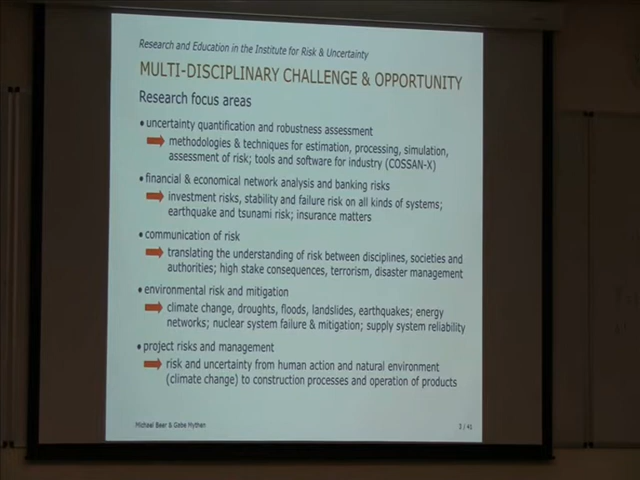 Research and Education in the Institute for Risk & Uncertainty
MULTI-DISCIPLINARY CHALLENGE & OPPORTUNITY
Research focus areas
• uncertainty quantification and robustness assessment
methodologies & techniques for estimation, processing, simulation,
assessment of risk; tools and software for industry (COSSAN-X)
• financial & economical network analysis and banking risks
investment risks, stability and failure risk on all kinds of systems;
earthquake and tsunami risk; insurance matters
• communication of risk
translating the understanding of risk between disciplines, societies and
authorities; high stake consequences, terrorism, disaster management
• environmental risk and mitigation
climate change, droughts, floods, landslides, earthquakes; energy
networks; nuclear system failure & mitigation; supply system reliability
• project risks and management
risk and uncertainty from human action and natural environment
(climate change) to construction processes and operation of products
Michael Beer & Gabe Mythen
3 / 41